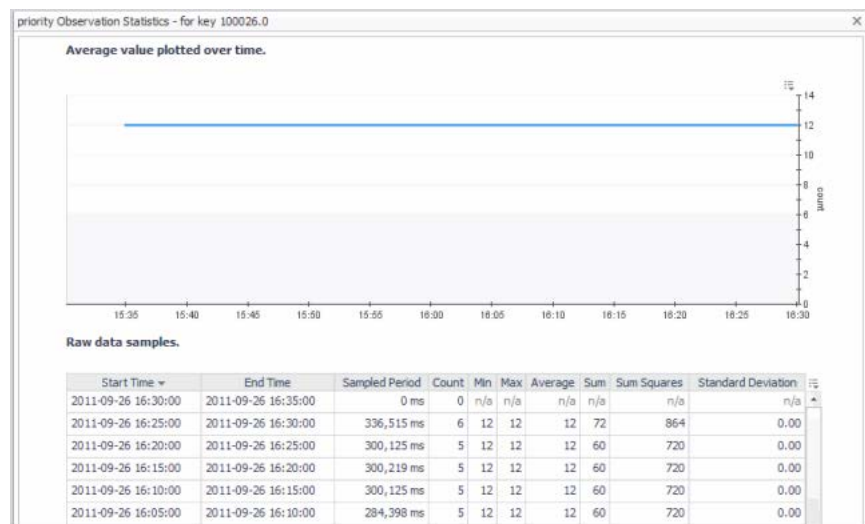 priority Observation Statistics - for key 100026.0
Average value plotted over time.
14
12
10
8
6
4
2
0
count
15:35 15:40 15:45 15:50 15:55 16:00 16:05 16:10 16:15 16:20 16:25 16:30
Raw data samples.
Start Time End Time Sampled Period Count Min Max Average Sum Sum Squares Standard Deviation
2011-09-26 16:30:00 2011-09-26 16:35:00 0 ms 0 n/a n/a n/a n/a n/a n/a
2011-09-26 16:25:00 2011-09-26 16:30:00 336,515 ms 6 12 12 12 72 864 0.00
2011-09-26 16:20:00 2011-09-26 16:25:00 300,125 ms 5 12 12 12 60 720 0.00
2011-09-26 16:15:00 2011-09-26 16:20:00 300,219 ms 5 12 12 12 60 720 0.00
2011-09-26 16:10:00 2011-09-26 16:15:00 300,125 ms 5 12 12 12 60 720 0.00
2011-09-26 16:05:00 2011-09-26 16:10:00 284,398 ms 5 12 12 12 60 720 0.00